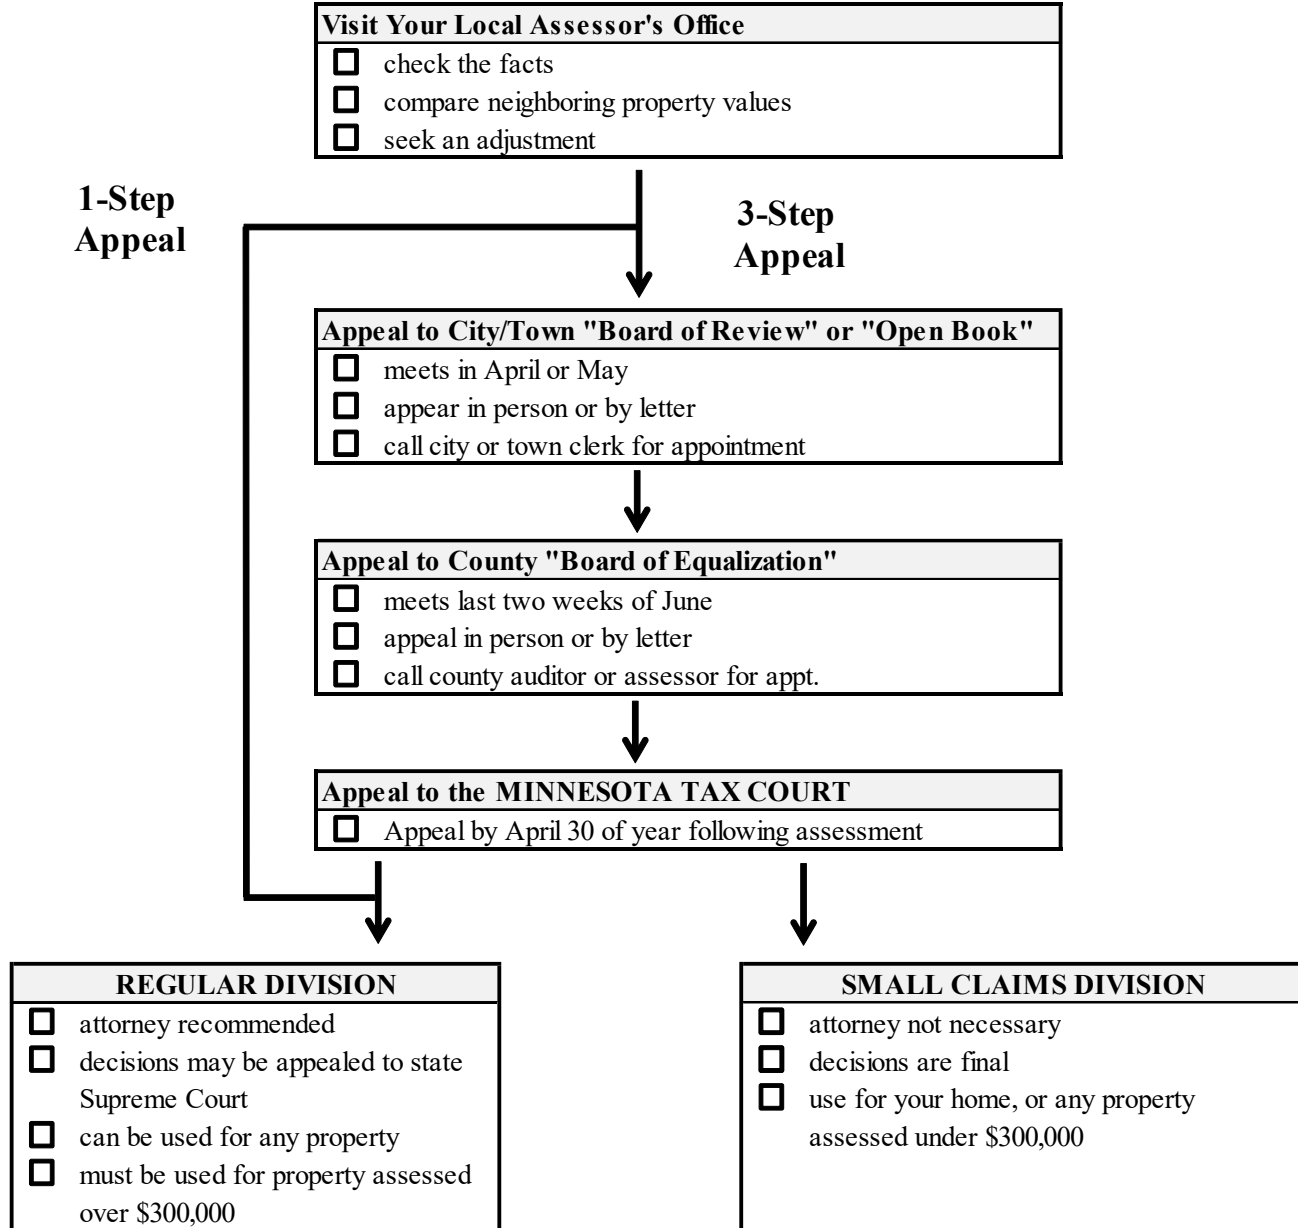 Visit Your Local Assessor's Office
check the facts
compare neighboring property values
seek an adjustment
1-Step
Appeal
3-Step
Appeal
Appeal to City/Town "Board of Review" or "Open Book"
meets in April or May
appear in person or by letter
call city or town clerk for appointment
Appeal to County "Board of Equalization"
meets last two weeks of June
appeal in person or by letter
call county auditor or assessor for appt.
Appeal to the MINNESOTA TAX COURT
Appeal by April 30 of year following assessment
REGULAR DIVISION
attorney recommended
decisions may be appealed to state
Supreme Court
can be used for any property
must be used for property assessed
over $300,000
SMALL CLAIMS DIVISION
attorney not necessary
decisions are final
use for your home, or any property
assessed under $300,000